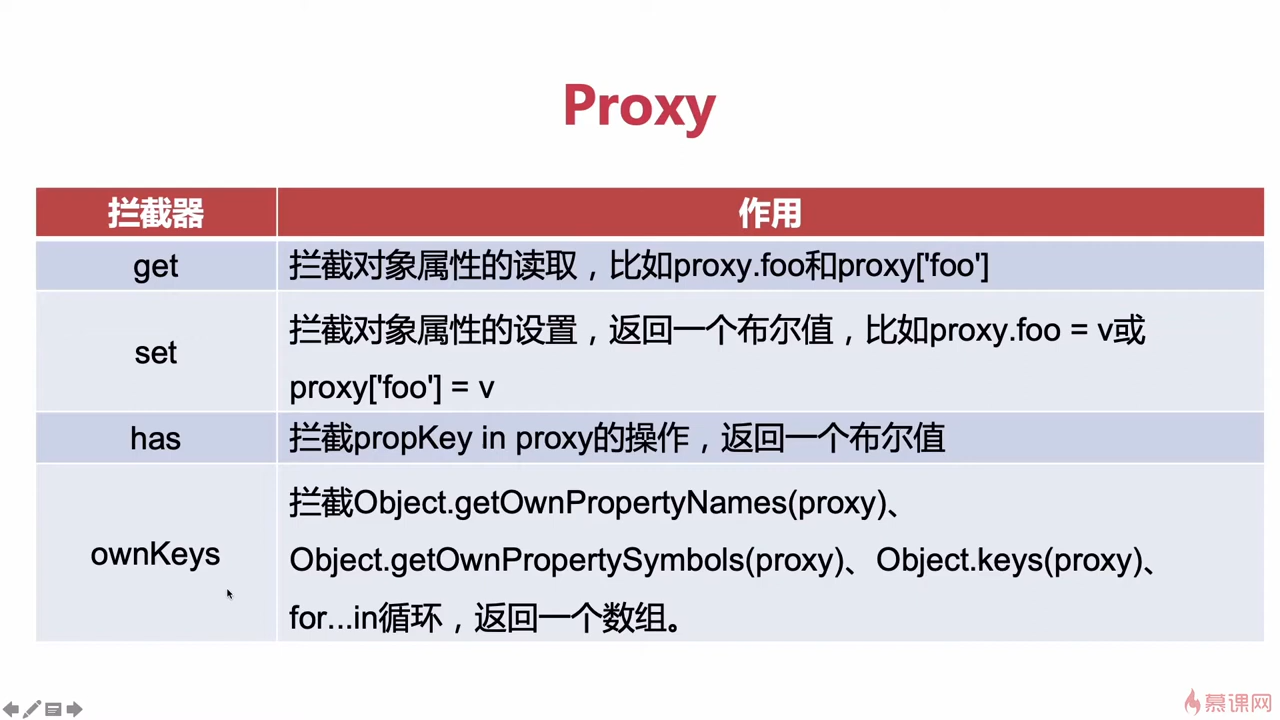 Proxy
拦截器 作用
get 拦截对象属性的读取，比如proxy.foo和proxy['foo']
set 拦截对象属性的设置，返回一个布尔值，比如proxy.foo = v或
proxy['foo'] = v
has 拦截propKey in proxy的操作，返回一个布尔值
ownKeys 拦截Object.getOwnPropertyNames(proxy)、
Object.getOwnPropertySymbols(proxy)、Object.keys(proxy)、
for...in循环，返回一个数组。
慕课网